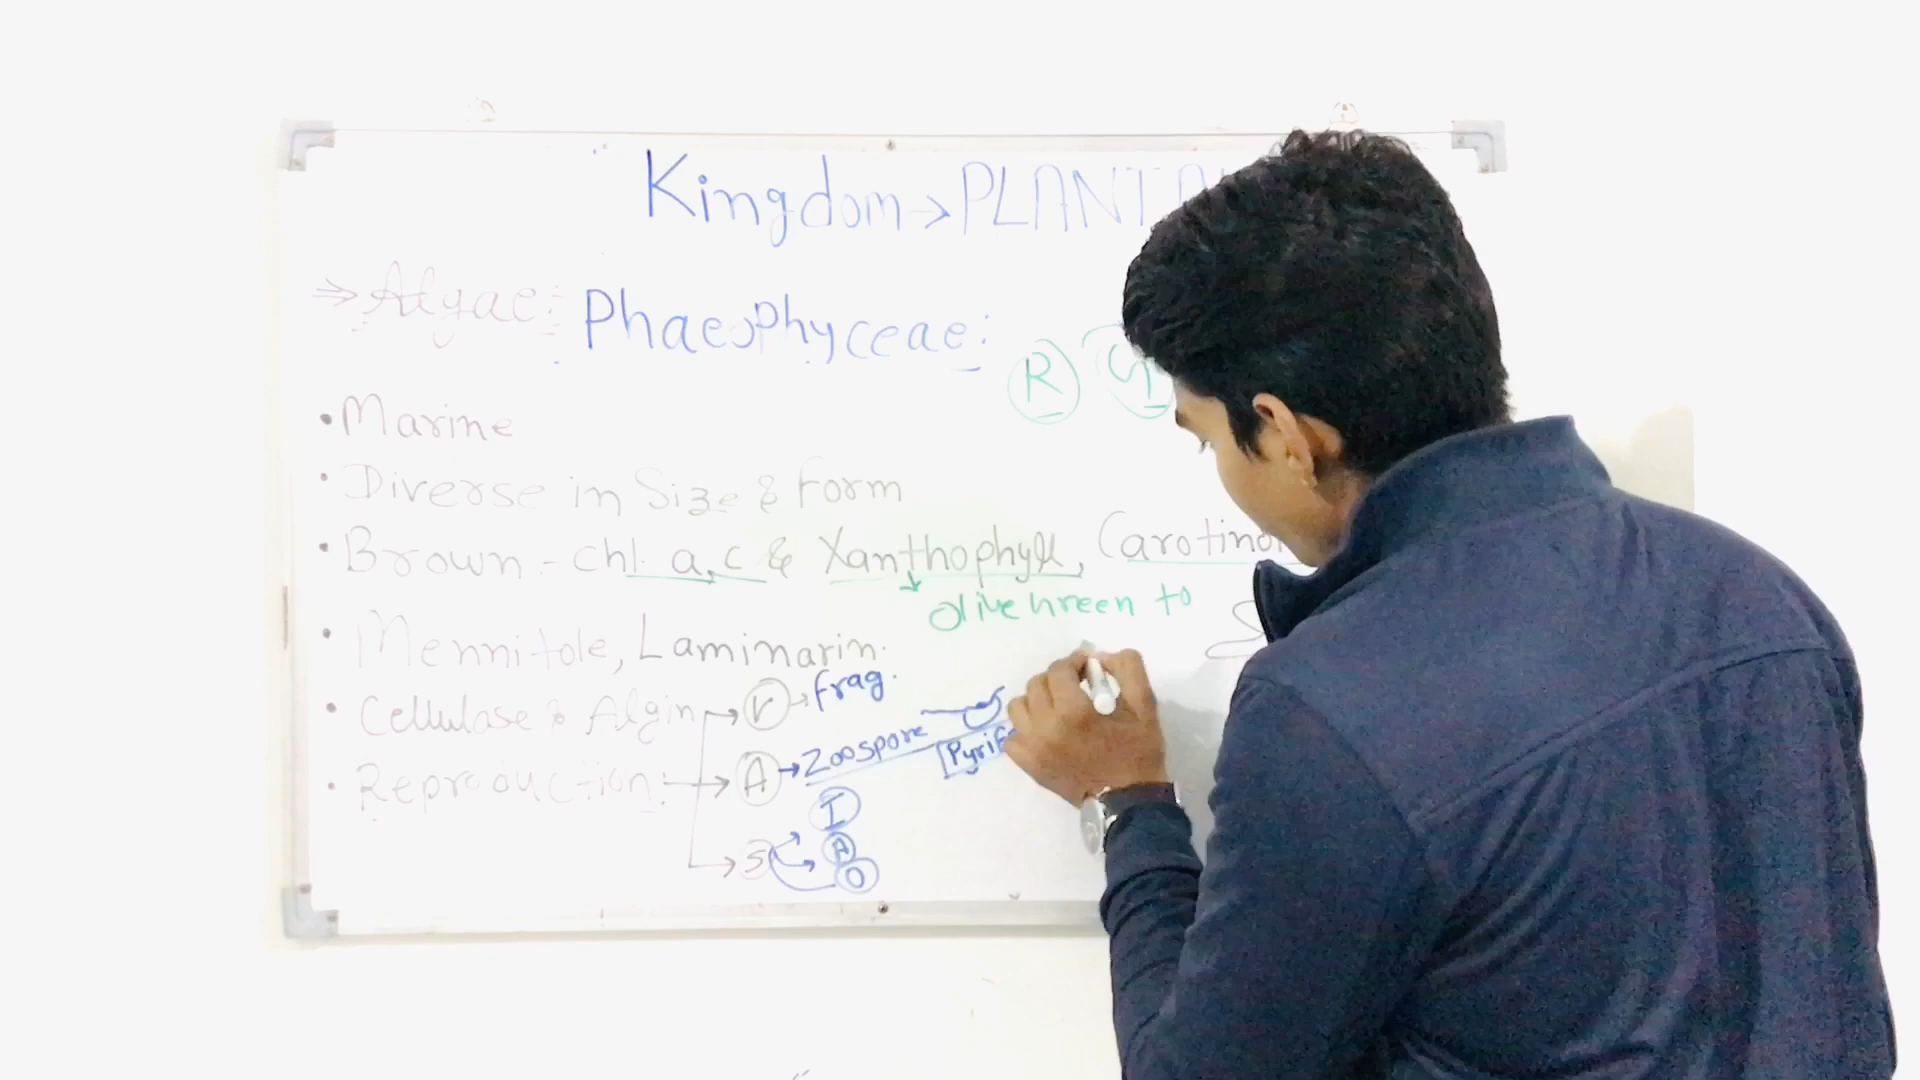 Kingdom → PLANTA
⇒ Algae: Phaeophyceae:
R G
• Marine
• Diverse in Size & Form
• Brown - chl. a, c & Xanthophyll, Carotino
olive hreen to
• Mennitole, Laminarin.
• Cellulase & Algin
V → frag.
A → Zoospore
Pyrif
• Reproduction:
I
S
A
O